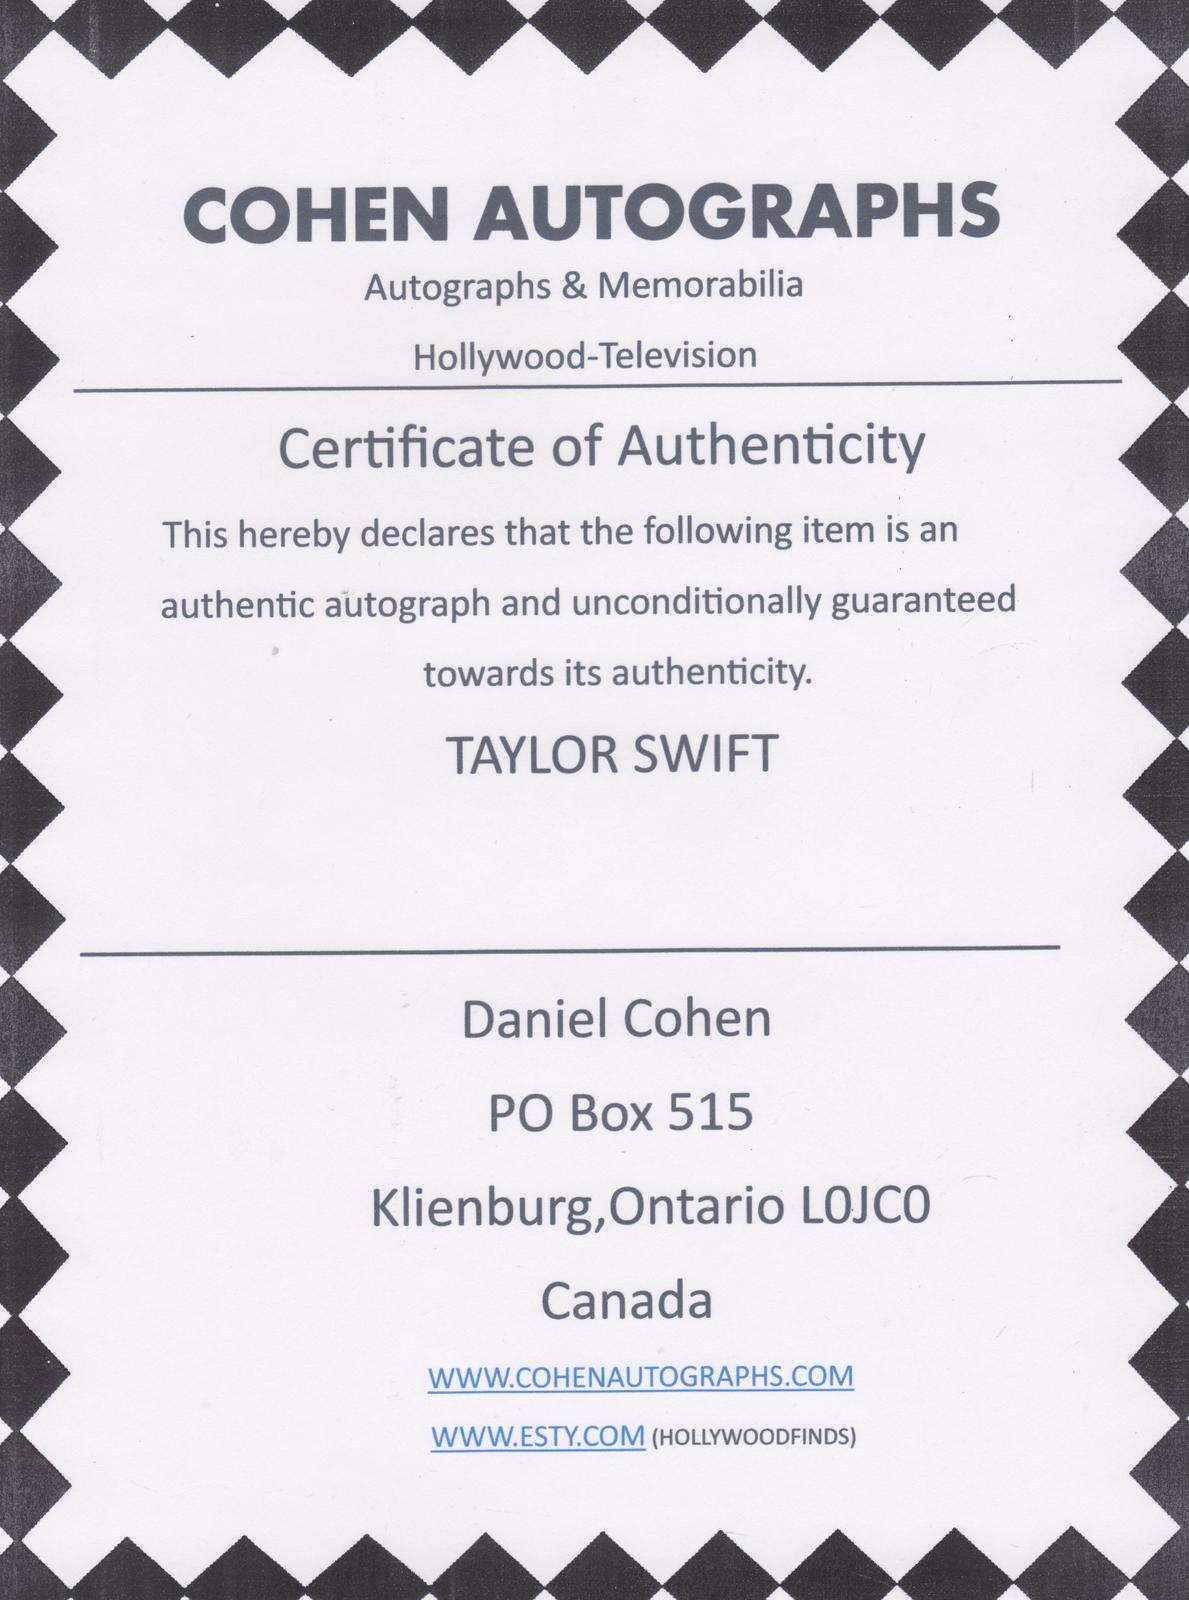 COHEN AUTOGRAPHS
Autographs & Memorabilia
Hollywood-Television
Certificate of Authenticity
This hereby declares that the following item is an
authentic autograph and unconditionally guaranteed
towards its authenticity.
TAYLOR SWIFT
Daniel Cohen
PO Box 515
Klienburg,Ontario L0JC0
Canada
WWW.COHENAUTOGRAPHS.COM
WWW.ESTY.COM (HOLLYWOODFINDS)